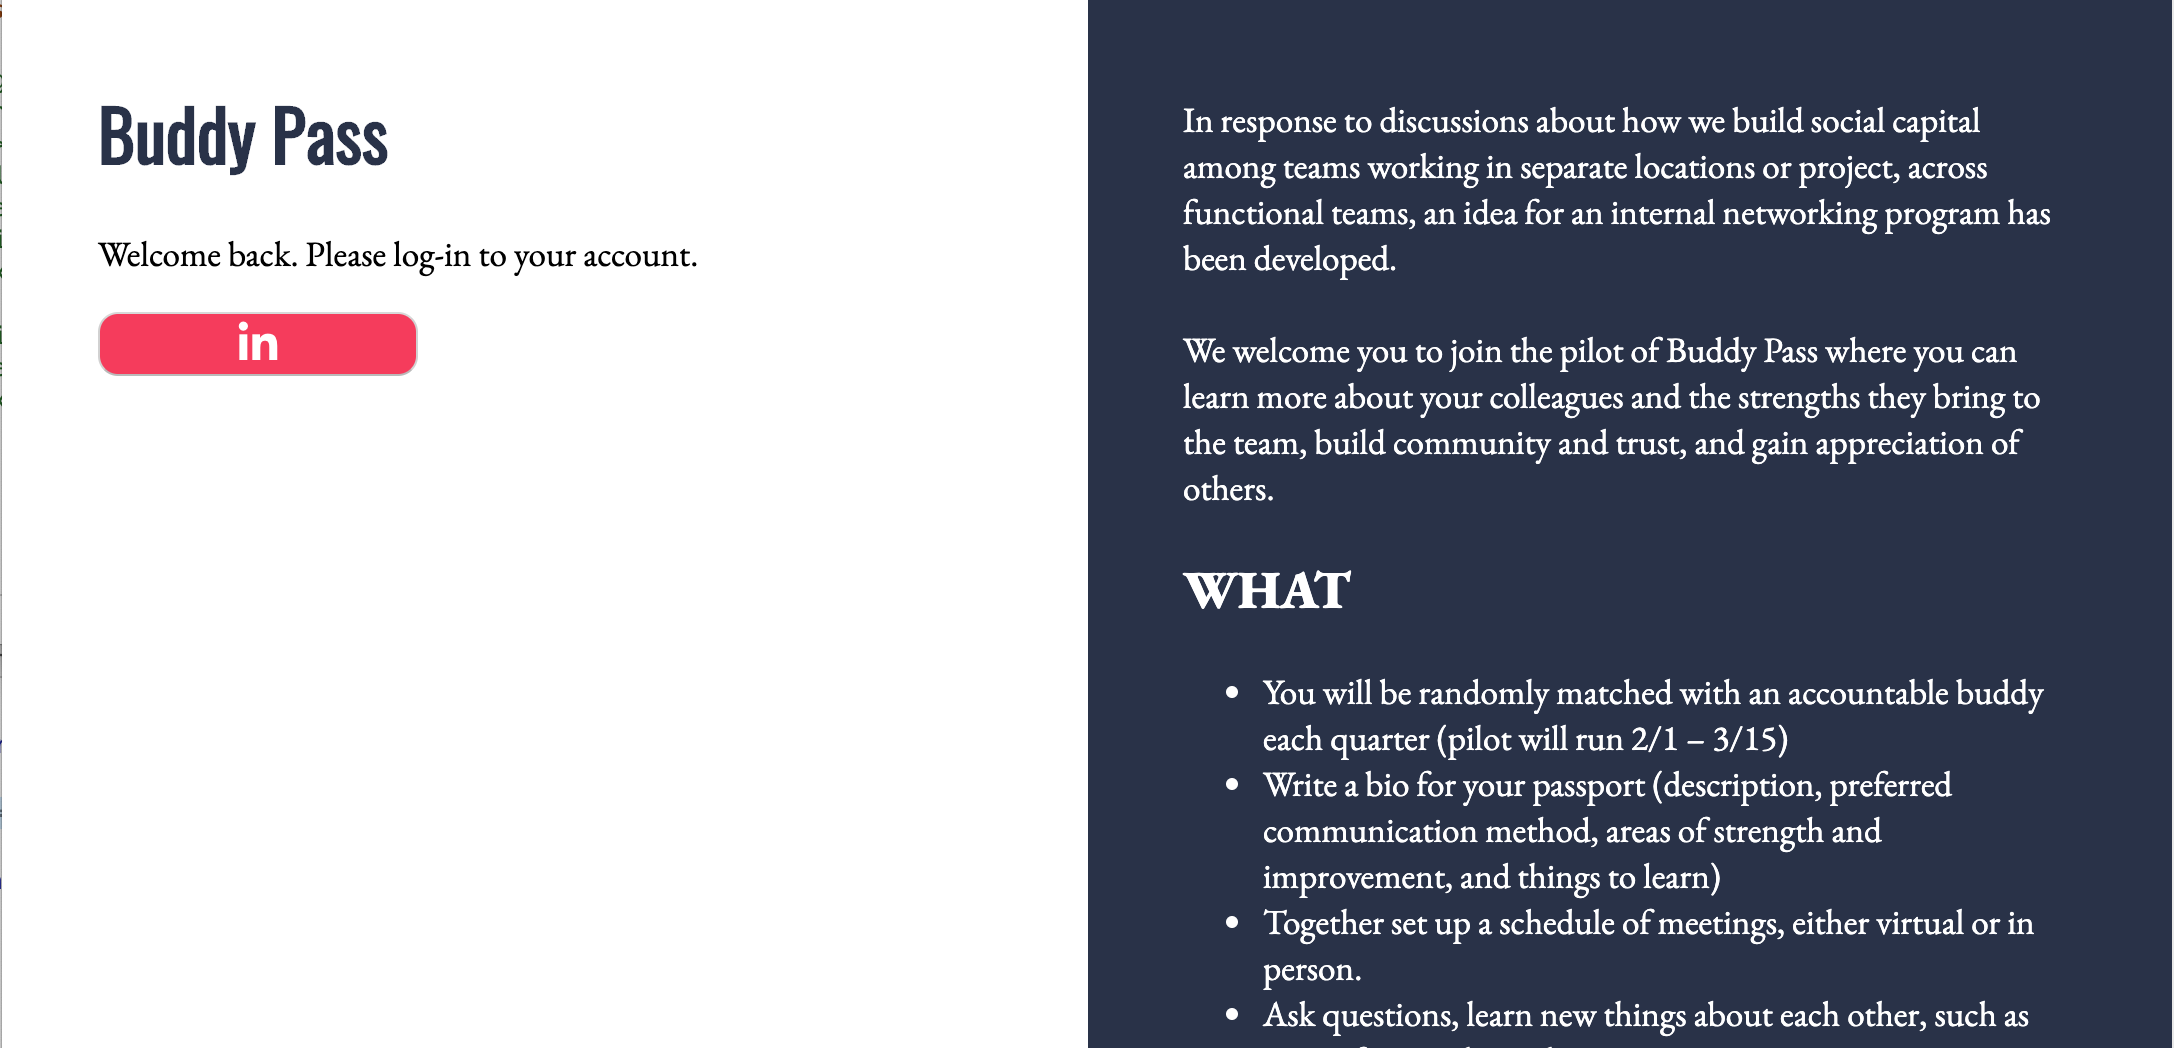 Buddy Pass
Welcome back. Please log-in to your account.
in
In response to discussions about how we build social capital
among teams working in separate locations or project, across
functional teams, an idea for an internal networking program has
been developed.
We welcome you to join the pilot of Buddy Pass where you can
learn more about your colleagues and the strengths they bring to
the team, build community and trust, and gain appreciation of
others.
WHAT
• You will be randomly matched with an accountable buddy
each quarter (pilot will run 2/1 – 3/15)
• Write a bio for your passport (description, preferred
communication method, areas of strength and
improvement, and things to learn)
• Together set up a schedule of meetings, either virtual or in
person.
• Ask questions, learn new things about each other, such as